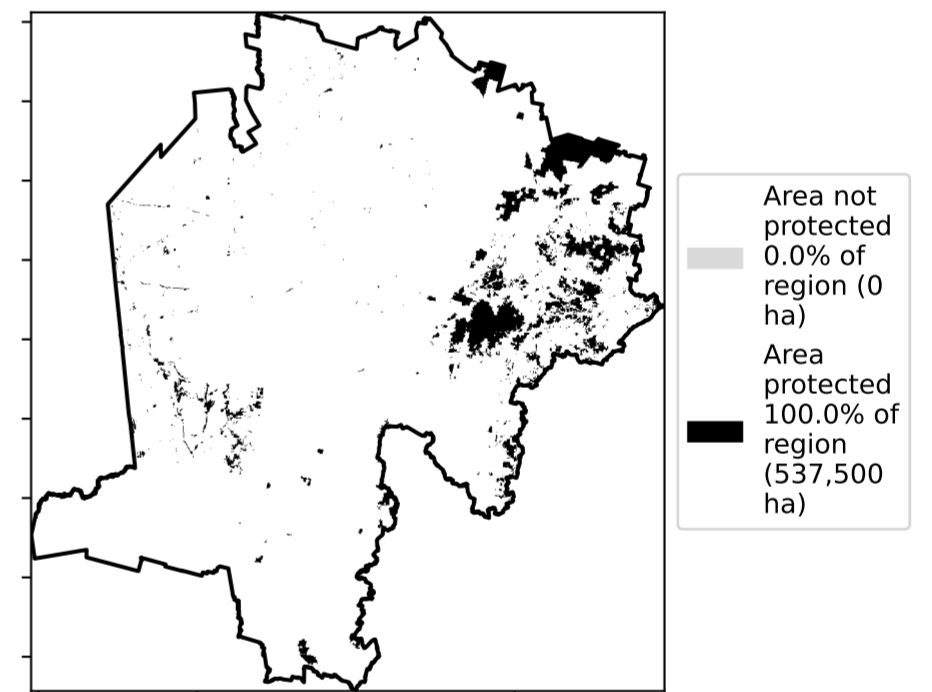 Area not
protected
0.0% of
region (0
ha)
Area
protected
100.0% of
region
(537,500
ha)